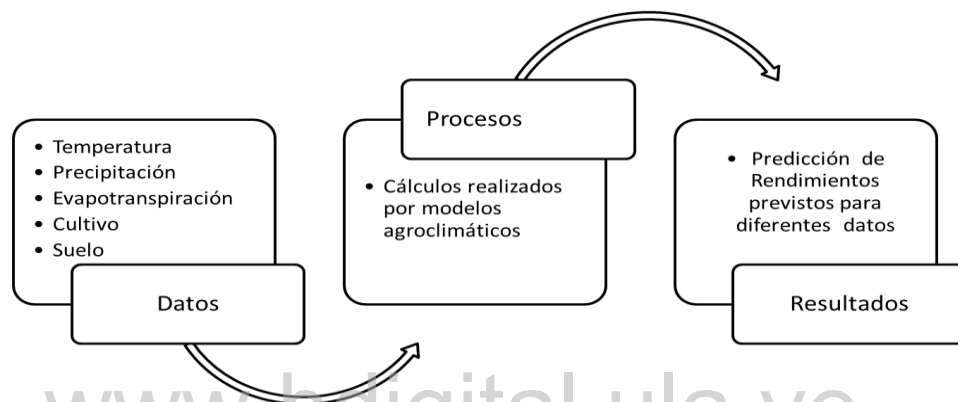 • Temperatura
• Precipitación
• Evapotranspiración
• Cultivo
• Suelo
Datos
Procesos
• Cálculos realizados
por modelos
agroclimáticos
• Predicción de
Rendimientos
previstos para
diferentes datos
Resultados
www.bdigital.ula.ve